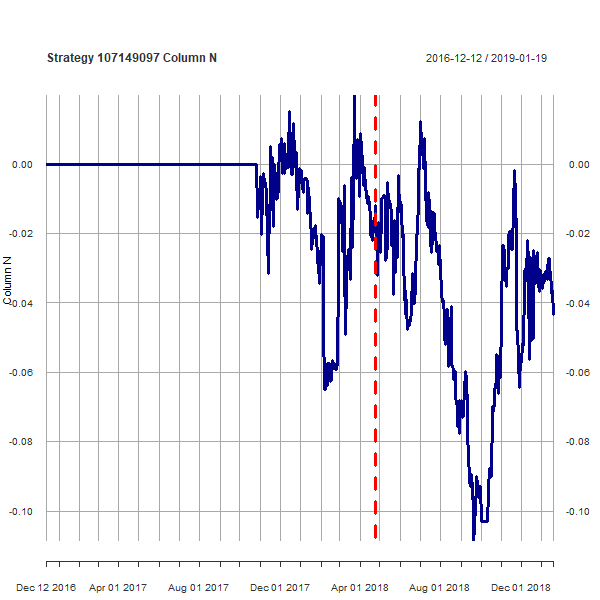 Strategy 107149097 Column N
2016-12-12 / 2019-01-19
0.00 0.00
-0.02 -0.02
Column N
-0.04 -0.04
-0.06 -0.06
-0.08 -0.08
-0.10 -0.10
Dec 12 2016 Apr 01 2017 Aug 01 2017 Dec 01 2017 Apr 01 2018 Aug 01 2018 Dec 01 2018